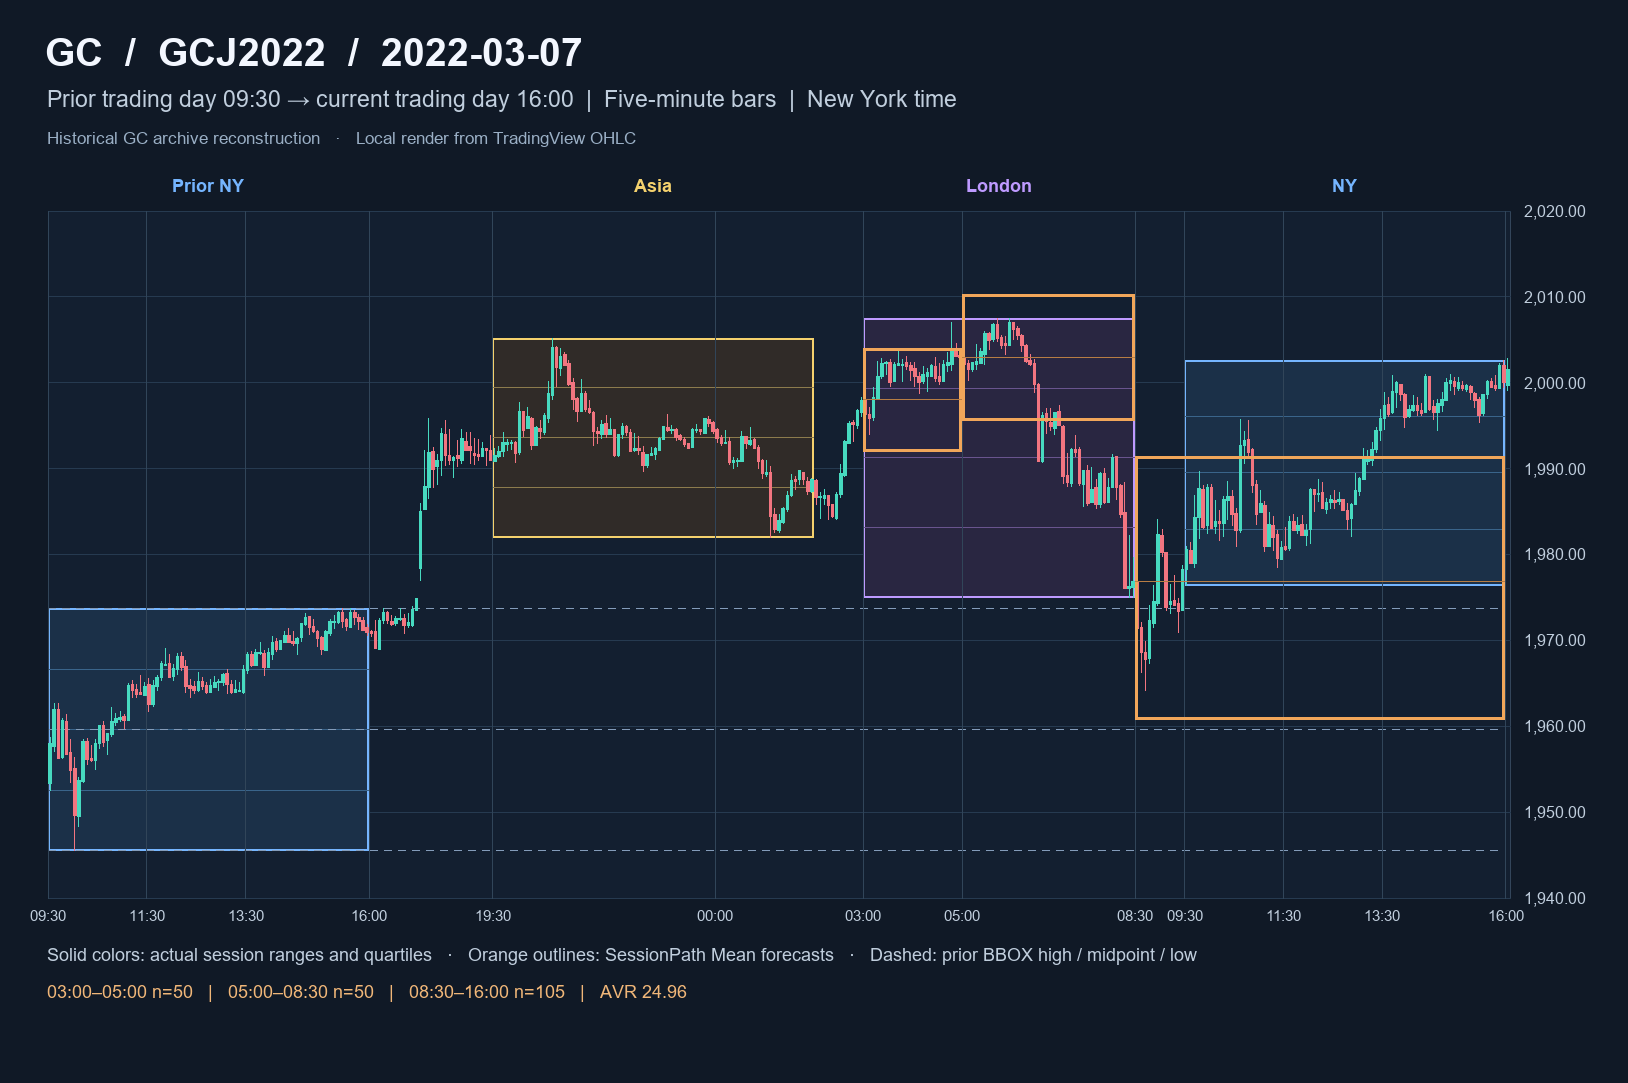 GC / GCJ2022 / 2022-03-07
Prior trading day 09:30 → current trading day 16:00 | Five-minute bars | New York time
Historical GC archive reconstruction · Local render from TradingView OHLC
Prior NY Asia London NY
2,020.00
2,010.00
2,000.00
1,990.00
1,980.00
1,970.00
1,960.00
1,950.00
1,940.00
09:30 11:30 13:30 16:00 19:30 00:00 03:00 05:00 08:30 09:30 11:30 13:30 16:00
Solid colors: actual session ranges and quartiles · Orange outlines: SessionPath Mean forecasts · Dashed: prior BBOX high / midpoint / low
03:00–05:00 n=50 | 05:00–08:30 n=50 | 08:30–16:00 n=105 | AVR 24.96